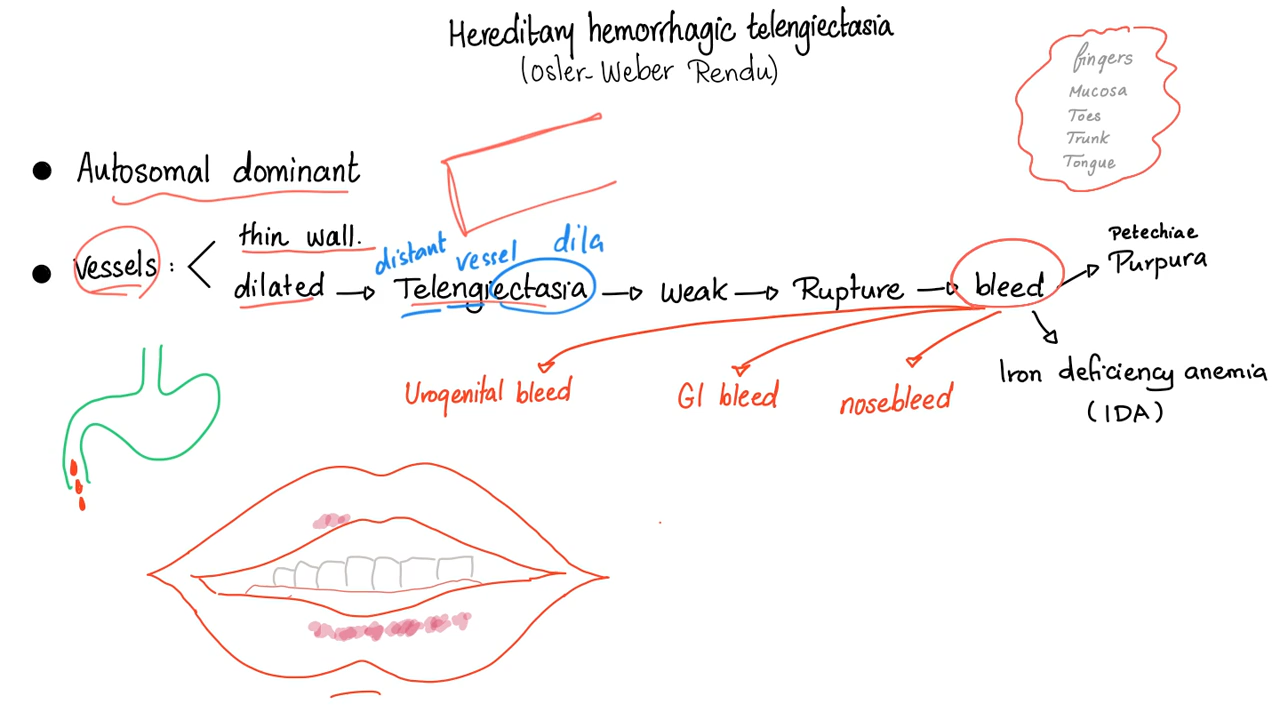 Hereditary hemorrhagic telengiectasia
(Osler-Weber Rendu)
fingers
Mucosa
Toes
Trunk
Tongue
● Autosomal dominant
● Vessels: < thin wall.
dilated → Telengiectasia → Weak → Rupture → bleed
distant vessel dila
Petechiae
Purpura
Iron deficiency anemia
(IDA)
Urogenital bleed
GI bleed
nosebleed